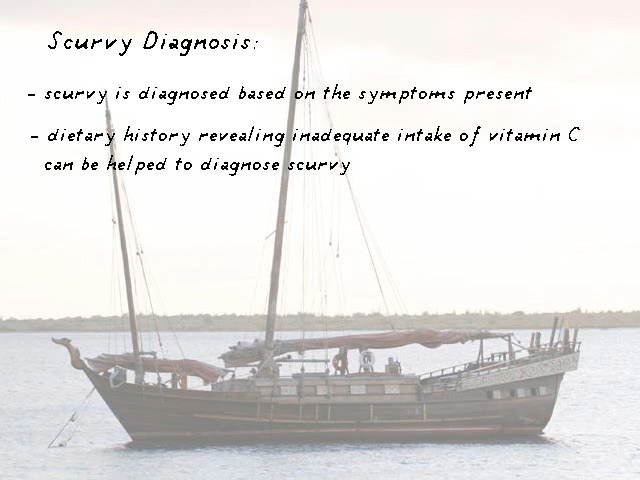 Scurvy Diagnosis:
- scurvy is diagnosed based on the symptoms present
- dietary history revealing inadequate intake of vitamin C
can be helped to diagnose scurvy